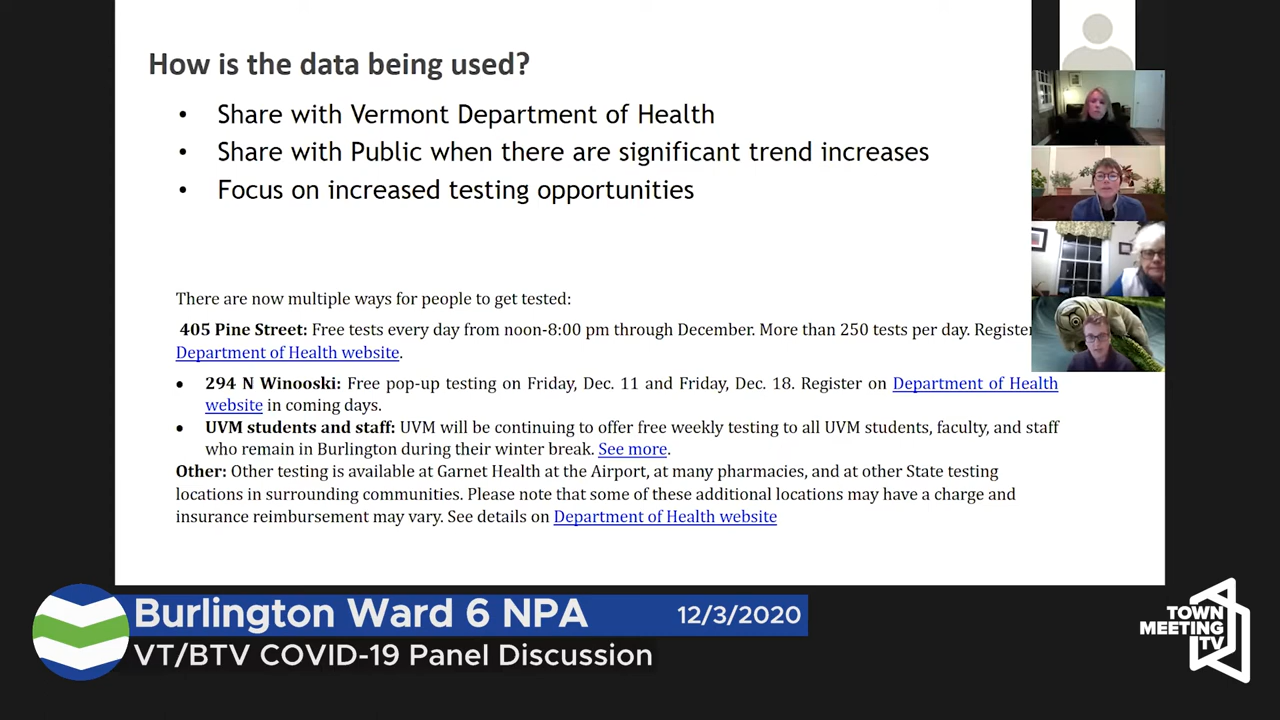 How is the data being used?
• Share with Vermont Department of Health
• Share with Public when there are significant trend increases
• Focus on increased testing opportunities
There are now multiple ways for people to get tested:
405 Pine Street: Free tests every day from noon-8:00 pm through December. More than 250 tests per day. Register
Department of Health website.
• 294 N Winooski: Free pop-up testing on Friday, Dec. 11 and Friday, Dec. 18. Register on Department of Health
website in coming days.
• UVM students and staff: UVM will be continuing to offer free weekly testing to all UVM students, faculty, and staff
who remain in Burlington during their winter break. See more.
Other: Other testing is available at Garnet Health at the Airport, at many pharmacies, and at other State testing
locations in surrounding communities. Please note that some of these additional locations may have a charge and
insurance reimbursement may vary. See details on Department of Health website
Burlington Ward 6 NPA 12/3/2020
VT/BTV COVID-19 Panel Discussion
TOWN
MEETING
TV